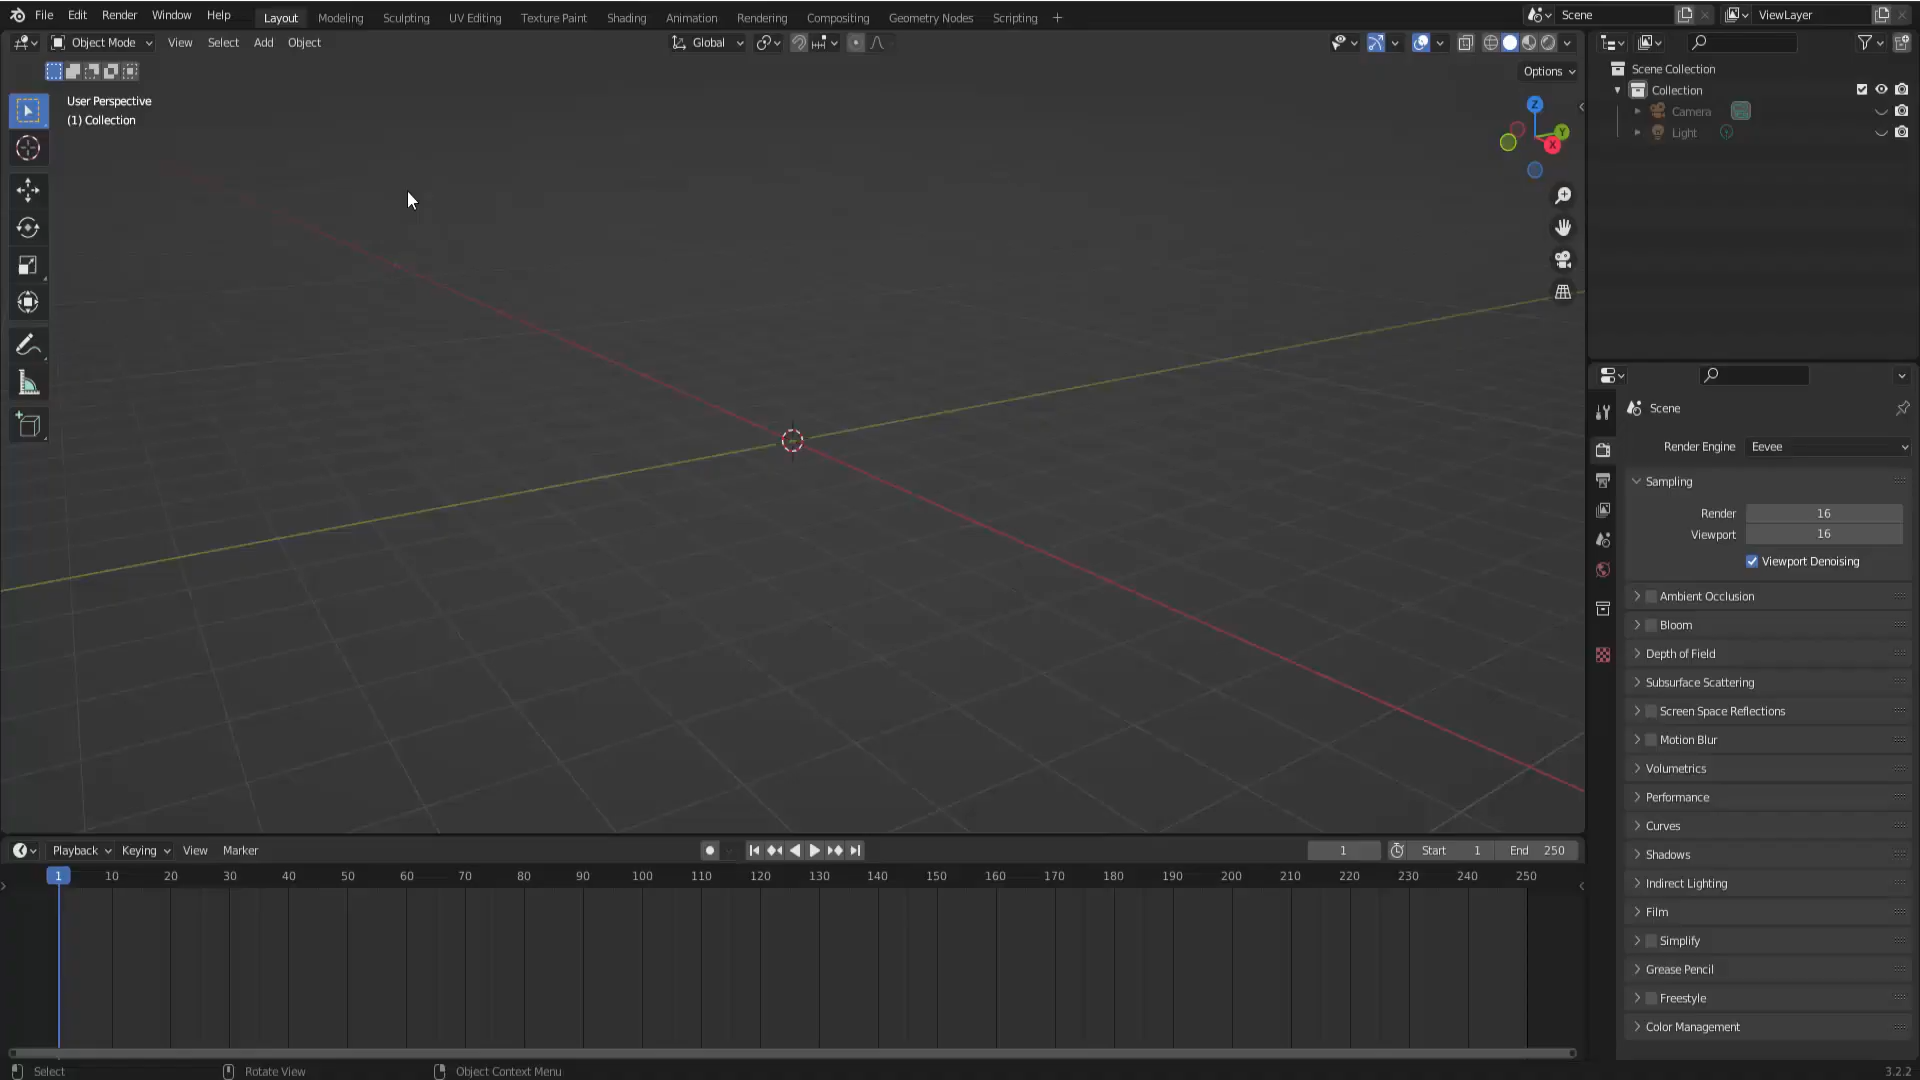 File Edit Render Window Help Layout Modeling Sculpting UV Editing Texture Paint Shading Animation Rendering Compositing Geometry Nodes Scripting + Scene ViewLayer
Object Mode View Select Add Object Global
Options
User Perspective
(1) Collection
Z
Y
X
Scene Collection
Collection
Camera
Light
Scene
Render Engine Eevee
Sampling
Render 16
Viewport 16
Viewport Denoising
Ambient Occlusion
Bloom
Depth of Field
Subsurface Scattering
Screen Space Reflections
Motion Blur
Volumetrics
Performance
Curves
Shadows
Indirect Lighting
Film
Simplify
Grease Pencil
Freestyle
Color Management
Playback Keying View Marker 1 Start 1 End 250
1 10 20 30 40 50 60 70 80 90 100 110 120 130 140 150 160 170 180 190 200 210 220 230 240 250
Select Rotate View Object Context Menu 3.2.2